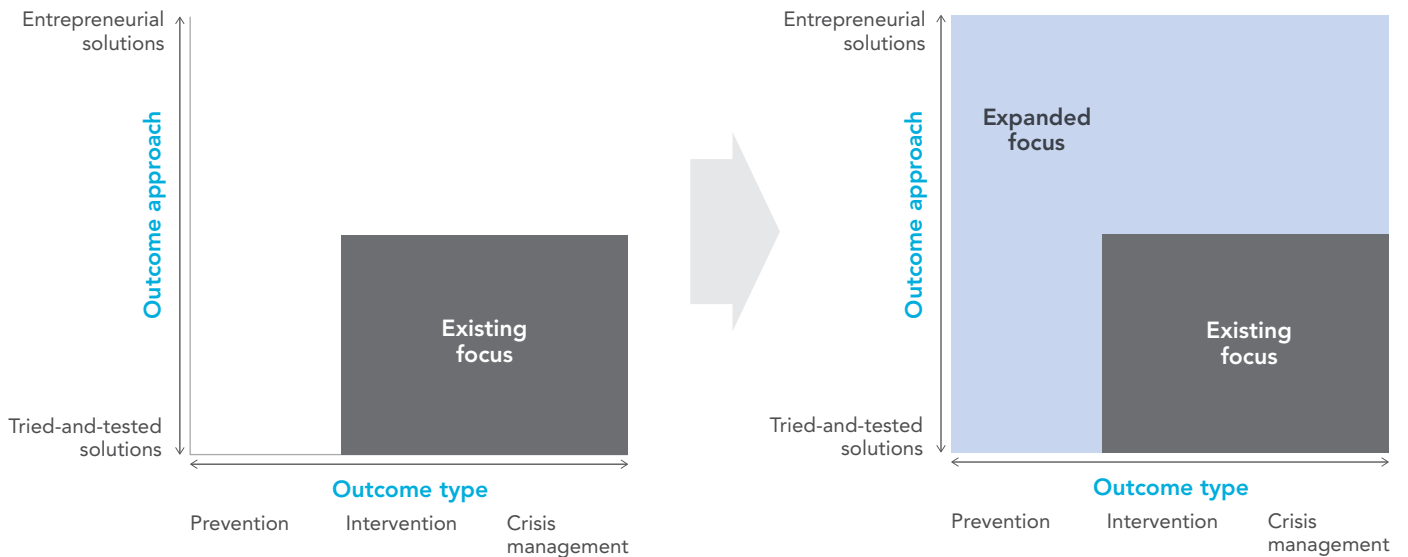 Entrepreneurial
solutions
Outcome approach
Existing
focus
Tried-and-tested
solutions
Outcome type
Prevention
Intervention
Crisis
management
Entrepreneurial
solutions
Outcome approach
Expanded
focus
Existing
focus
Tried-and-tested
solutions
Outcome type
Prevention
Intervention
Crisis
management